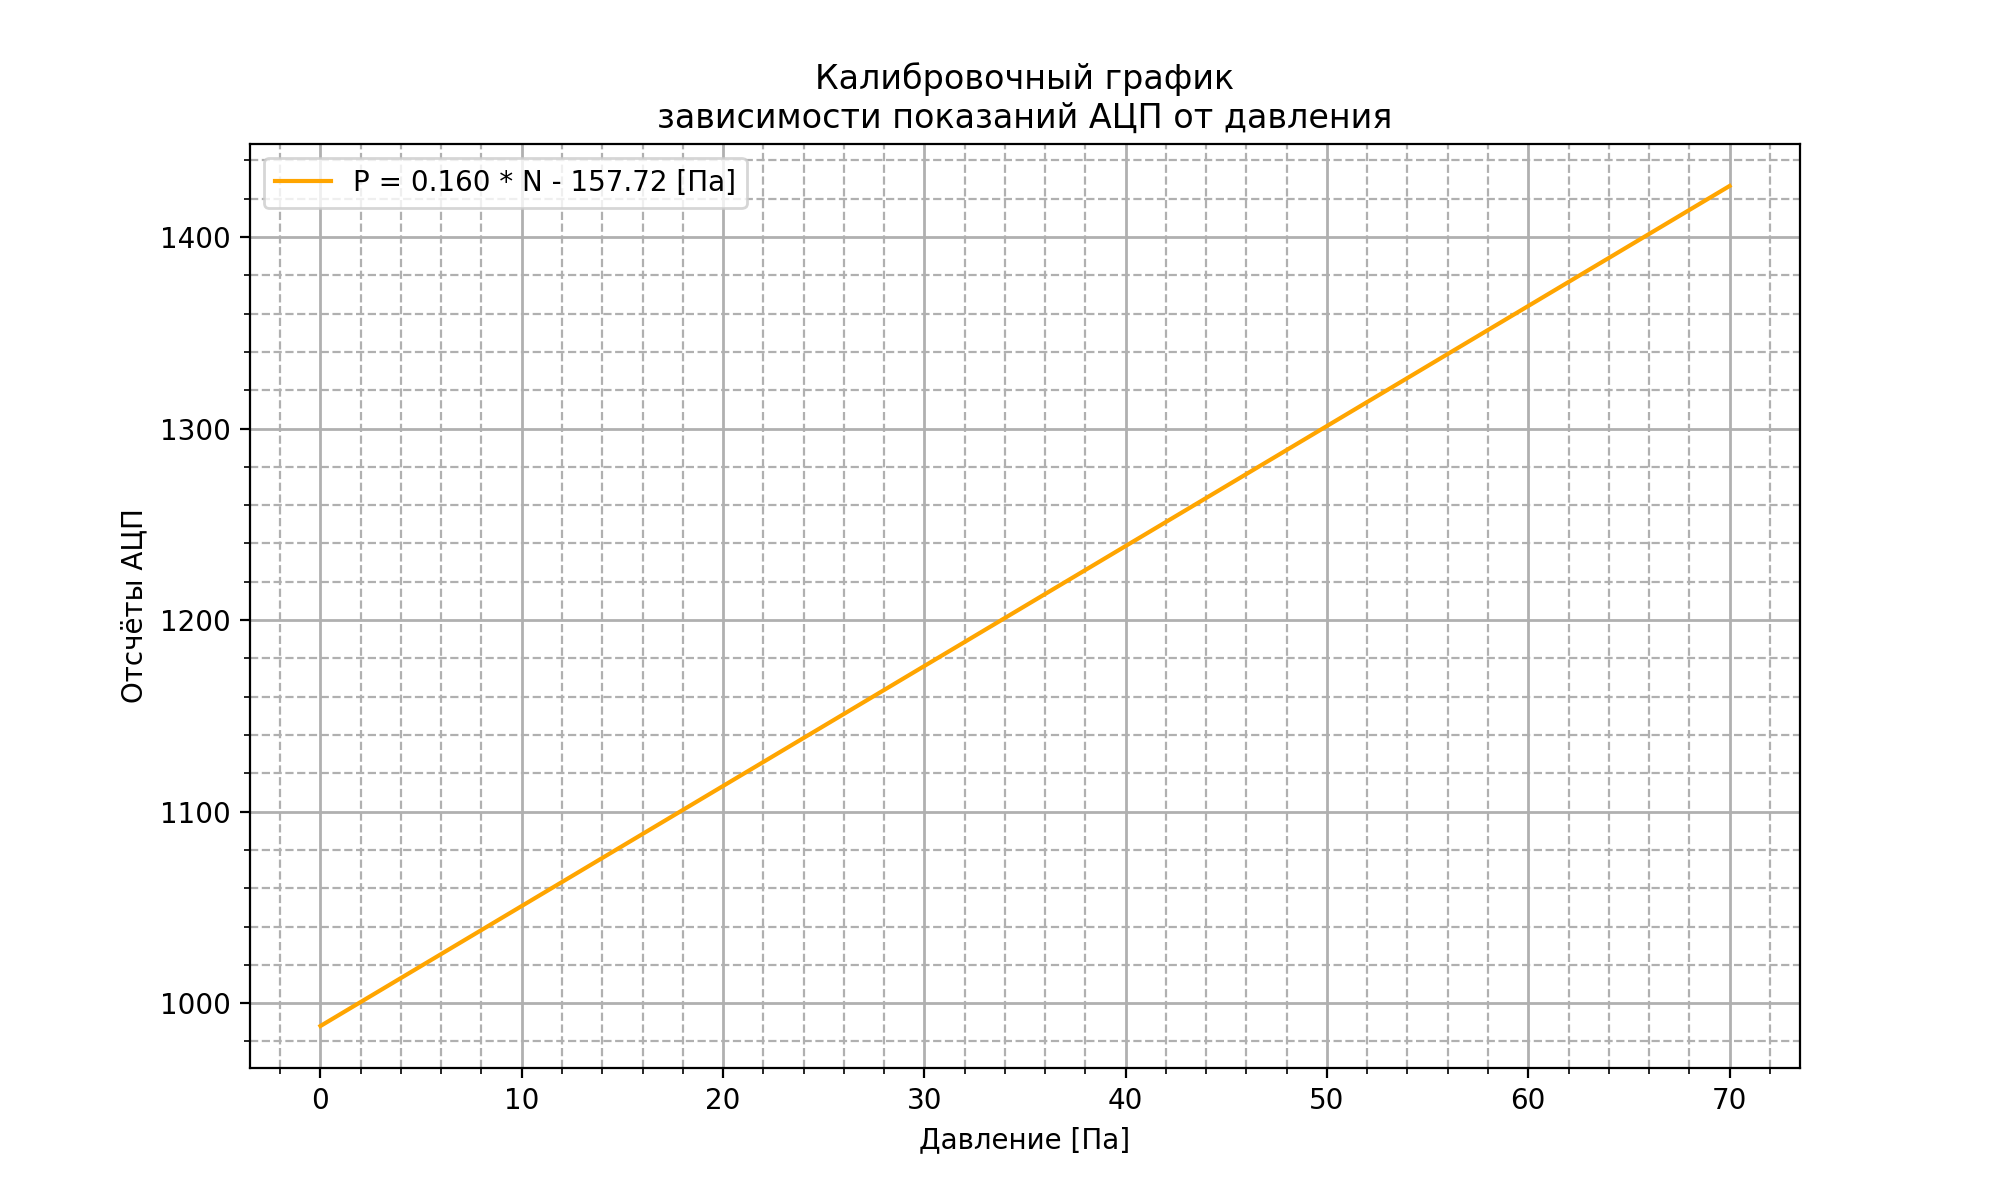 Калибровочный график
зависимости показаний АЦП от давления
P = 0.160 * N - 157.72 [Па]
1400
1300
1200
1100
1000
Отсчёты АЦП
0 10 20 30 40 50 60 70
Давление [Па]